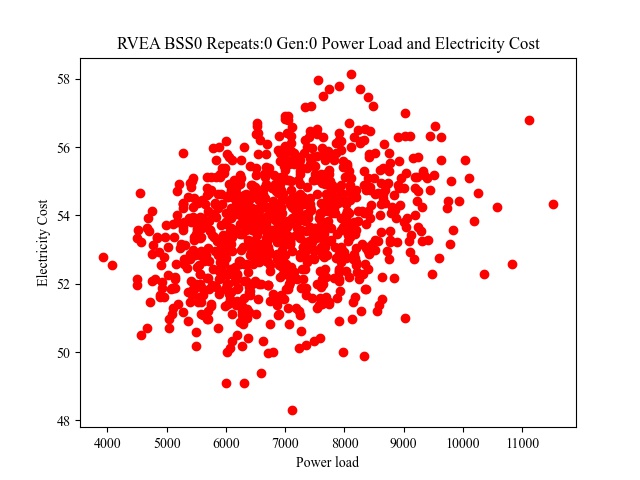 RVEA BSS0 Repeats:0 Gen:0 Power Load and Electricity Cost
58
56
54
52
50
48
Electricity Cost
4000 5000 6000 7000 8000 9000 10000 11000
Power load